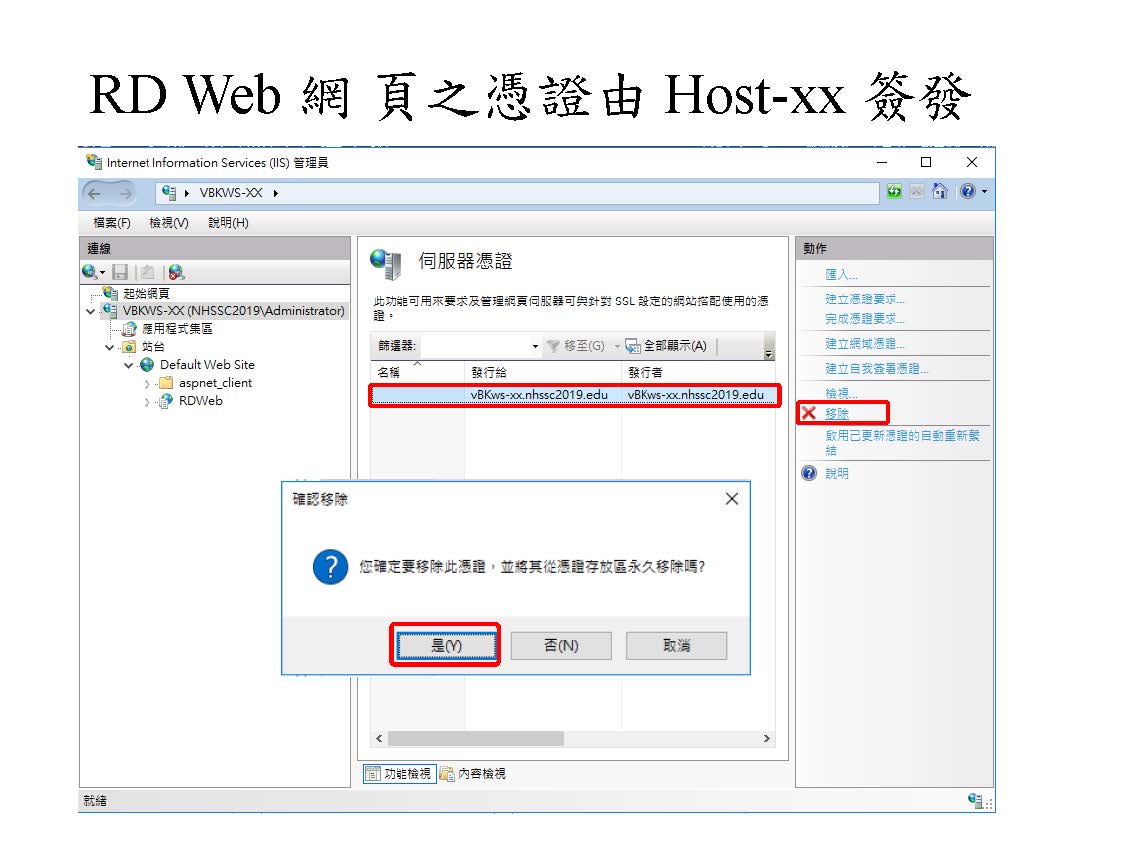 RD Web 網 頁之憑證由 Host-xx 簽發
Internet Information Services (IIS) 管理員
VBKWS-XX
檔案(F) 檢視(V) 說明(H)
連線
起始網頁
VBKWS-XX (NHSSC2019\Administrator)
應用程式集區
站台
Default Web Site
aspnet_client
RDWeb
伺服器憑證
此功能可用來要求及管理網頁伺服器可與針對 SSL 設定的網站搭配使用的憑
證。
篩選器: 移至(G) 全部顯示(A)
名稱 發行給 發行者
vBKws-xx.nhssc2019.edu vBKws-xx.nhssc2019.edu
動作
匯入...
建立憑證要求...
完成憑證要求...
建立網域憑證...
建立自我簽署憑證...
檢視...
移除
啟用已更新憑證的自動重新繫
結
說明
確認移除
您確定要移除此憑證，並將其從憑證存放區永久移除嗎?
是(Y) 否(N) 取消
功能檢視 內容檢視
就緒